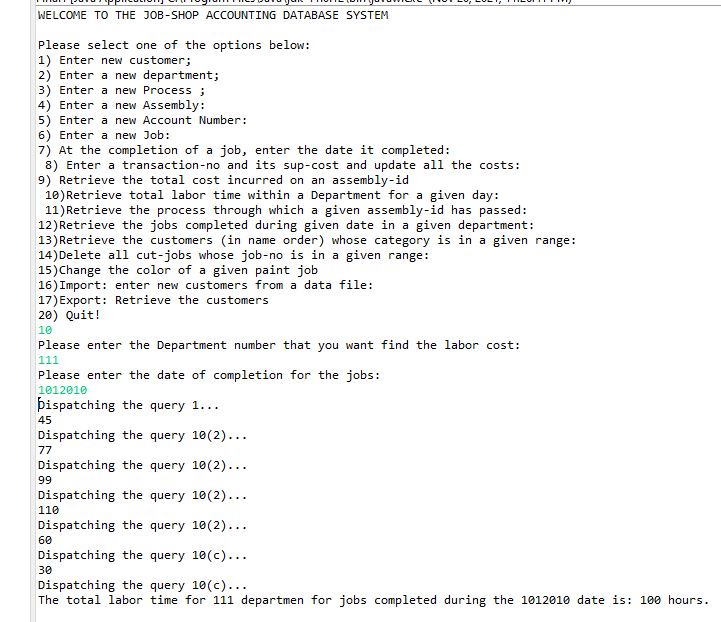 WELCOME TO THE JOB-SHOP ACCOUNTING DATABASE SYSTEM
Please select one of the options below:
1) Enter new customer;
2) Enter a new department;
3) Enter a new Process ;
4) Enter a new Assembly:
5) Enter a new Account Number:
6) Enter a new Job:
7) At the completion of a job, enter the date it completed:
8) Enter a transaction-no and its sup-cost and update all the costs:
9) Retrieve the total cost incurred on an assembly-id
10)Retrieve total labor time within a Department for a given day:
11)Retrieve the process through which a given assembly-id has passed:
12)Retrieve the jobs completed during given date in a given department:
13)Retrieve the customers (in name order) whose category is in a given range:
14)Delete all cut-jobs whose job-no is in a given range:
15)Change the color of a given paint job
16)Import: enter new customers from a data file:
17)Export: Retrieve the customers
20) Quit!
10
Please enter the Department number that you want find the labor cost:
111
Please enter the date of completion for the jobs:
1012010
Dispatching the query 1...
45
Dispatching the query 10(2)...
77
Dispatching the query 10(2)...
99
Dispatching the query 10(2)...
110
Dispatching the query 10(2)...
60
Dispatching the query 10(c)...
30
Dispatching the query 10(c)...
The total labor time for 111 departmen for jobs completed during the 1012010 date is: 100 hours.